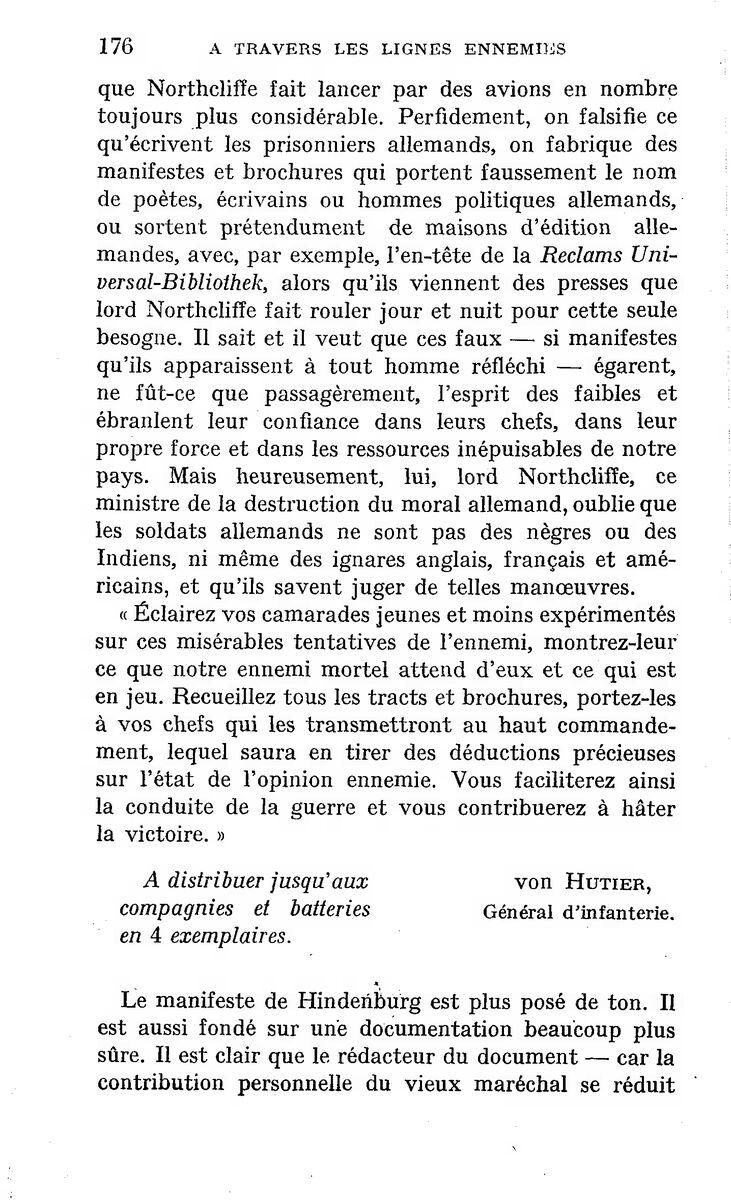 176 A TRAVERS LES LIGNES ENNEMIES
que Northcliffe fait lancer par des avions en nombre
toujours plus considérable. Perfidement, on falsifie ce
qu'écrivent les prisonniers allemands, on fabrique des
manifestes et brochures qui portent faussement le nom
de poètes, écrivains ou hommes politiques allemands,
ou sortent prétendument de maisons d'édition alle-
mandes, avec, par exemple, l'en-tête de la Reclams Uni-
versal-Bibliothek, alors qu'ils viennent des presses que
lord Northcliffe fait rouler jour et nuit pour cette seule
besogne. Il sait et il veut que ces faux — si manifestes
qu'ils apparaissent à tout homme réfléchi — égarent,
ne fût-ce que passagèrement, l'esprit des faibles et
ébranlent leur confiance dans leurs chefs, dans leur
propre force et dans les ressources inépuisables de notre
pays. Mais heureusement, lui, lord Northcliffe, ce
ministre de la destruction du moral allemand, oublie que
les soldats allemands ne sont pas des nègres ou des
Indiens, ni même des ignares anglais, français et amé-
ricains, et qu'ils savent juger de telles manœuvres.
« Éclairez vos camarades jeunes et moins expérimentés
sur ces misérables tentatives de l'ennemi, montrez-leur
ce que notre ennemi mortel attend d'eux et ce qui est
en jeu. Recueillez tous les tracts et brochures, portez-les
à vos chefs qui les transmettront au haut commande-
ment, lequel saura en tirer des déductions précieuses
sur l'état de l'opinion ennemie. Vous faciliterez ainsi
la conduite de la guerre et vous contribuerez à hâter
la victoire. »
A distribuer jusqu'aux
compagnies et batteries
en 4 exemplaires.
von HUTIER,
Général d'infanterie.
Le manifeste de Hindenburg est plus posé de ton. Il
est aussi fondé sur une documentation beaucoup plus
sûre. Il est clair que le rédacteur du document — car la
contribution personnelle du vieux maréchal se réduit